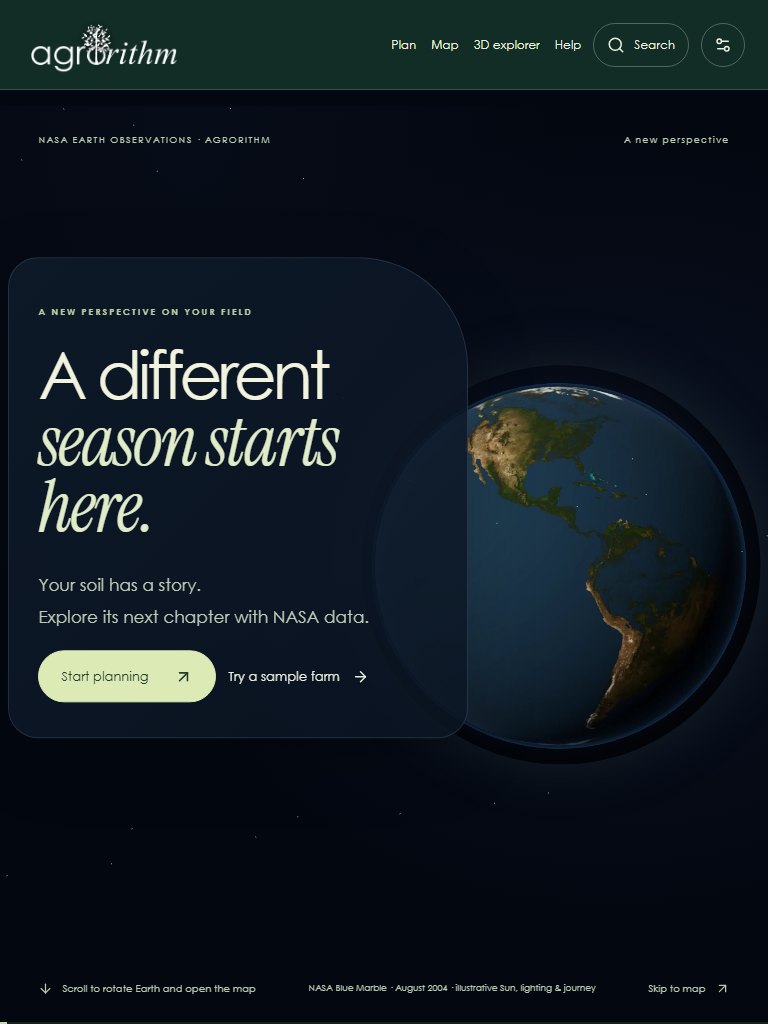 agrorithm
Plan Map 3D explorer Help Search
NASA EARTH OBSERVATIONS · AGRORITHM
A new perspective
A NEW PERSPECTIVE ON YOUR FIELD
A different
season starts
here.
Your soil has a story.
Explore its next chapter with NASA data.
Start planning
Try a sample farm
Scroll to rotate Earth and open the map
NASA Blue Marble · August 2004 · illustrative Sun, lighting & journey
Skip to map